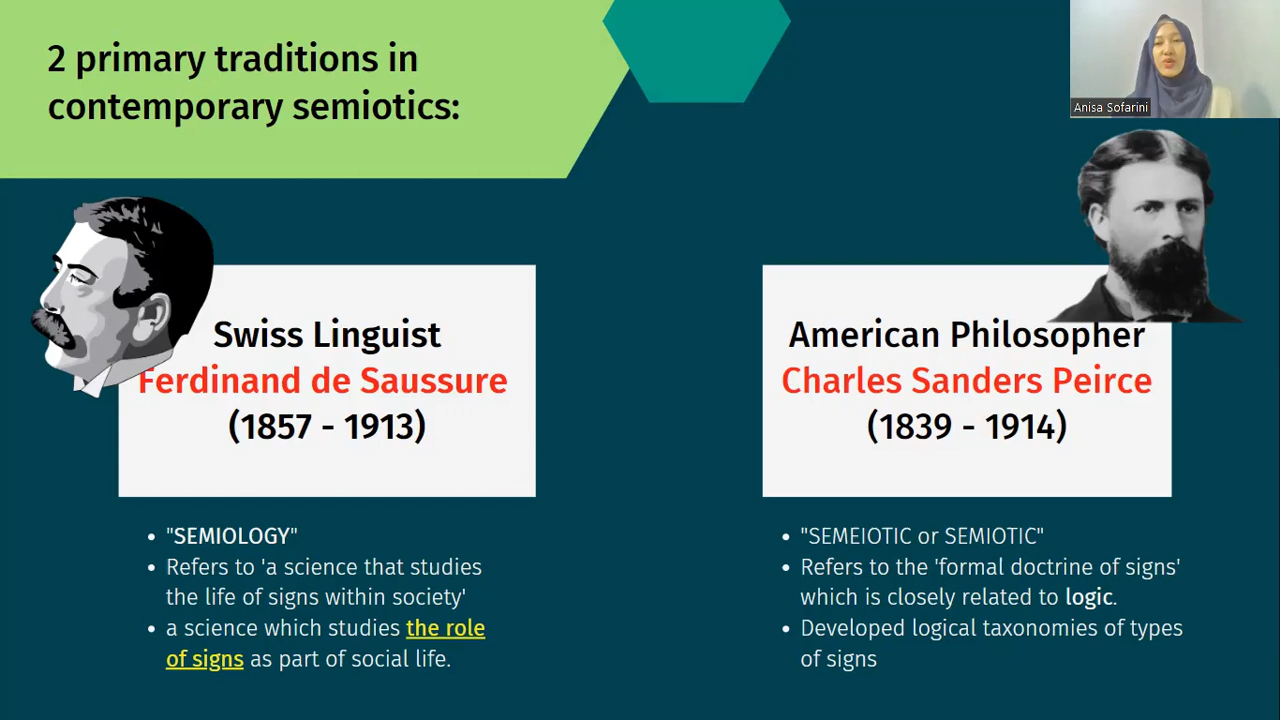 2 primary traditions in
contemporary semiotics:
Anisa Sofarini
Swiss Linguist
Ferdinand de Saussure
(1857 - 1913)
• "SEMIOLOGY"
• Refers to 'a science that studies
the life of signs within society'
• a science which studies the role
of signs as part of social life.
American Philosopher
Charles Sanders Peirce
(1839 - 1914)
• "SEMEIOTIC or SEMIOTIC"
• Refers to the 'formal doctrine of signs'
which is closely related to logic.
• Developed logical taxonomies of types
of signs